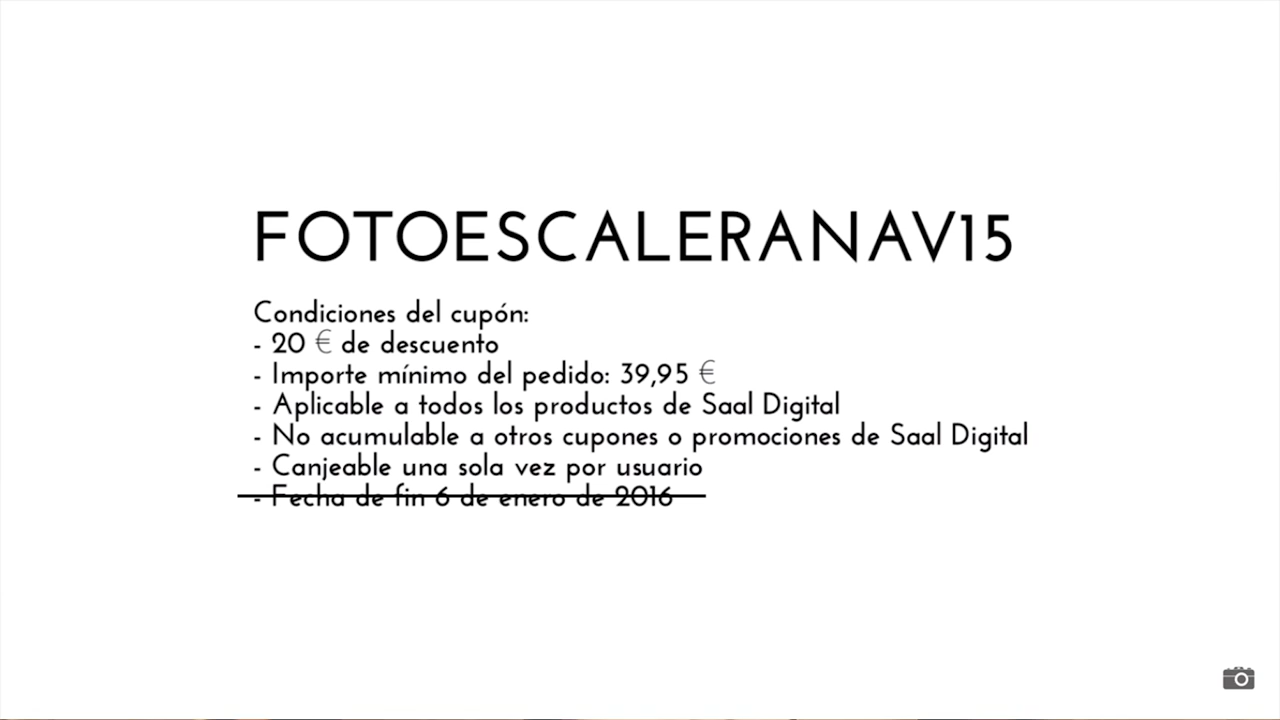 FOTOESCALERANAV15
Condiciones del cupón:
- 20 € de descuento
- Importe mínimo del pedido: 39,95 €
- Aplicable a todos los productos de Saal Digital
- No acumulable a otros cupones o promociones de Saal Digital
- Canjeable una sola vez por usuario
- Fecha de fin 6 de enero de 2016